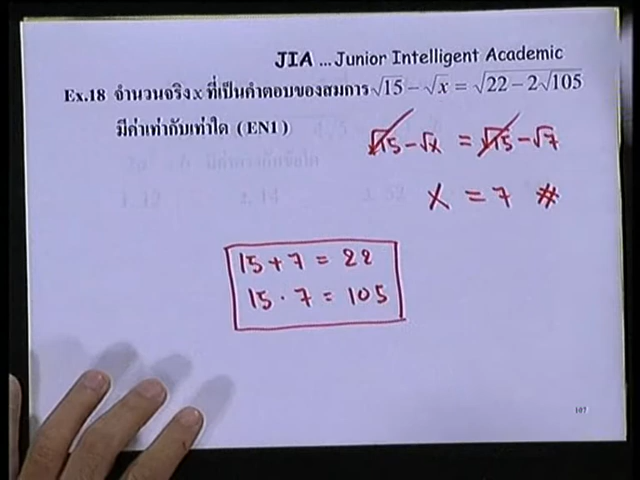 JIA ... Junior Intelligent Academic
Ex.18 จำนวนจริง x ที่เป็นคำตอบของสมการ √15 − √x = √(22 − 2√105)
มีค่าเท่ากับเท่าใด (EN1)
√15 − √x = √15 − √7
x = 7 #
15 + 7 = 22
15 · 7 = 105
107